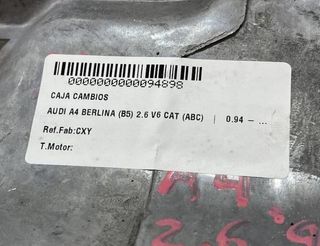 0000000000094898
CAJA CAMBIOS
AUDI A4 BERLINA (B5) 2.6 V6 CAT (ABC) | 0.94 – ...
Ref.Fab:CXY
T.Motor:
A4
2.6